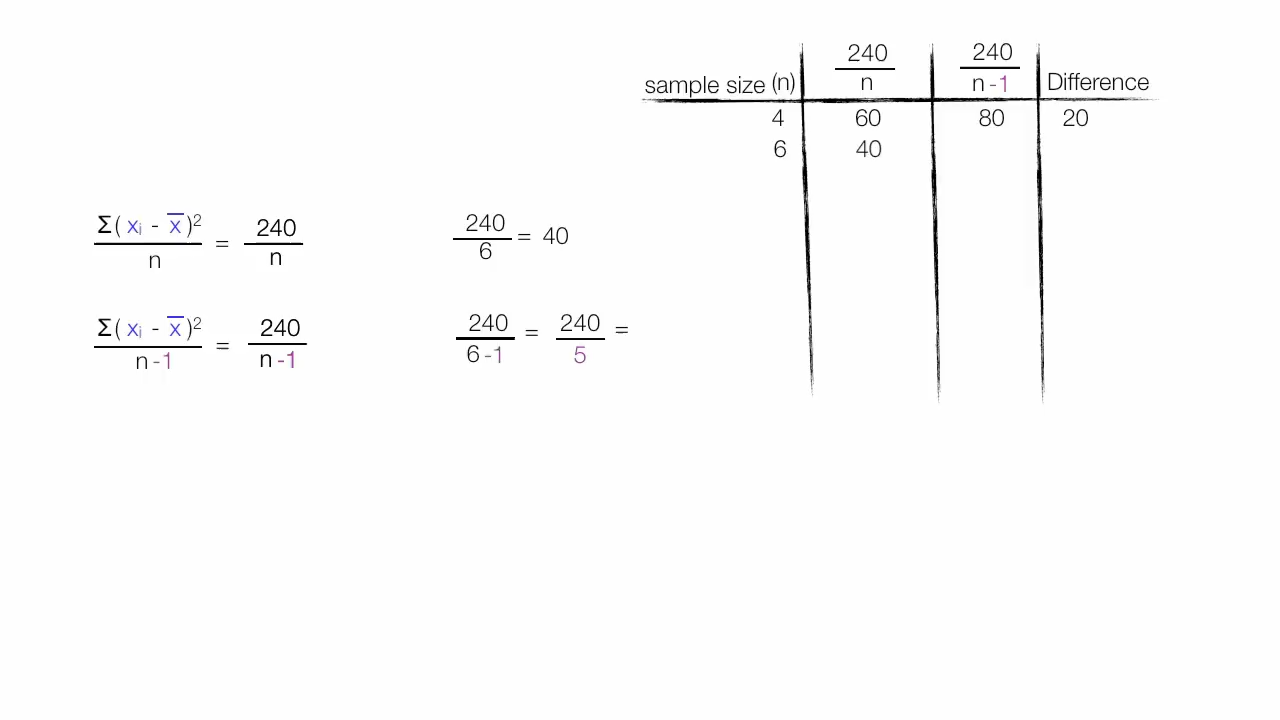 240 240
sample size (n) n n -1 Difference
4 60 80 20
6 40
Σ( xᵢ - x̅ )² = 240 240 = 40
n n 6
Σ( xᵢ - x̅ )² = 240 240 = 240 =
n -1 n -1 6 -1 5